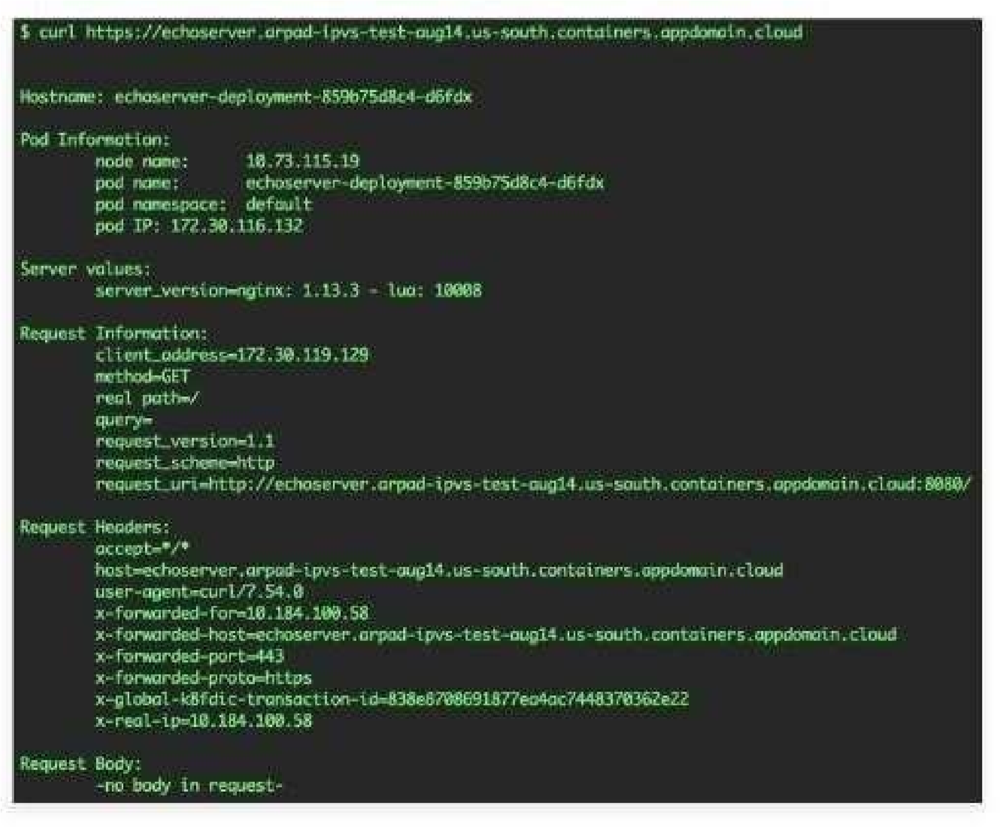 $ curl https://echoserver.arpad-ipvs-test-aug14.us-south.containers.appdomain.cloud
Hostname: echoserver-deployment-859b75d8c4-d6fdx
Pod Information:
node name: 10.73.115.19
pod name: echoserver-deployment-859b75d8c4-d6fdx
pod namespace: default
pod IP: 172.30.116.132
Server values:
server_version=nginx: 1.13.3 - lua: 10008
Request Information:
client_address=172.30.119.129
method=GET
real path=/
query=
request_version=1.1
request_scheme=http
request_uri=http://echoserver.arpad-ipvs-test-aug14.us-south.containers.appdomain.cloud:8080/
Request Headers:
accept=*/*
host=echoserver.arpad-ipvs-test-aug14.us-south.containers.appdomain.cloud
user-agent=curl/7.54.0
x-forwarded-for=10.184.100.58
x-forwarded-host=echoserver.arpad-ipvs-test-aug14.us-south.containers.appdomain.cloud
x-forwarded-port=443
x-forwarded-proto=https
x-global-k8fdic-transaction-id=838e8708691877ea4ac7448370362e22
x-real-ip=10.184.100.58
Request Body:
-no body in request-